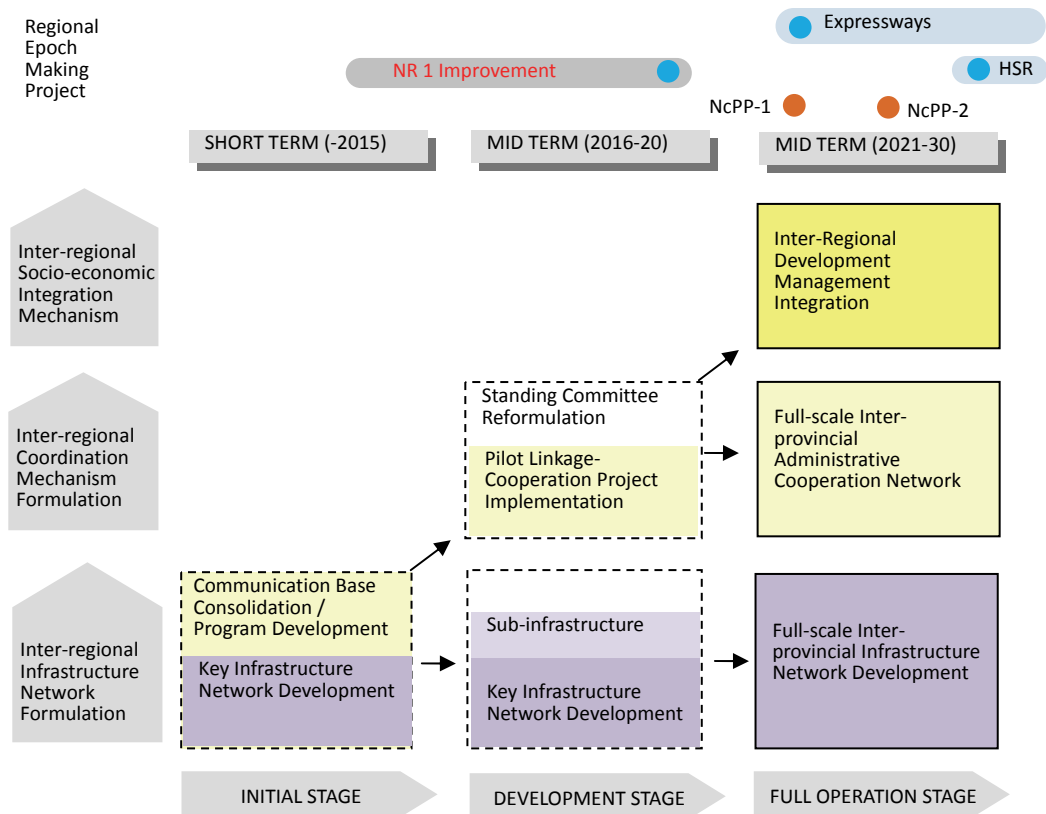 Regional
Epoch
Making
Project
Expressways
NR 1 Improvement
HSR
NcPP-1
NcPP-2
SHORT TERM (-2015)
MID TERM (2016-20)
MID TERM (2021-30)
Inter-regional
Socio-economic
Integration
Mechanism
Inter-Regional
Development
Management
Integration
Inter-regional
Coordination
Mechanism
Formulation
Standing Committee
Reformulation
Pilot Linkage-
Cooperation Project
Implementation
Full-scale Inter-
provincial
Administrative
Cooperation Network
Inter-regional
Infrastructure
Network
Formulation
Communication Base
Consolidation /
Program Development
Key Infrastructure
Network Development
Sub-infrastructure
Key Infrastructure
Network Development
Full-scale Inter-
provincial Infrastructure
Network Development
INITIAL STAGE
DEVELOPMENT STAGE
FULL OPERATION STAGE